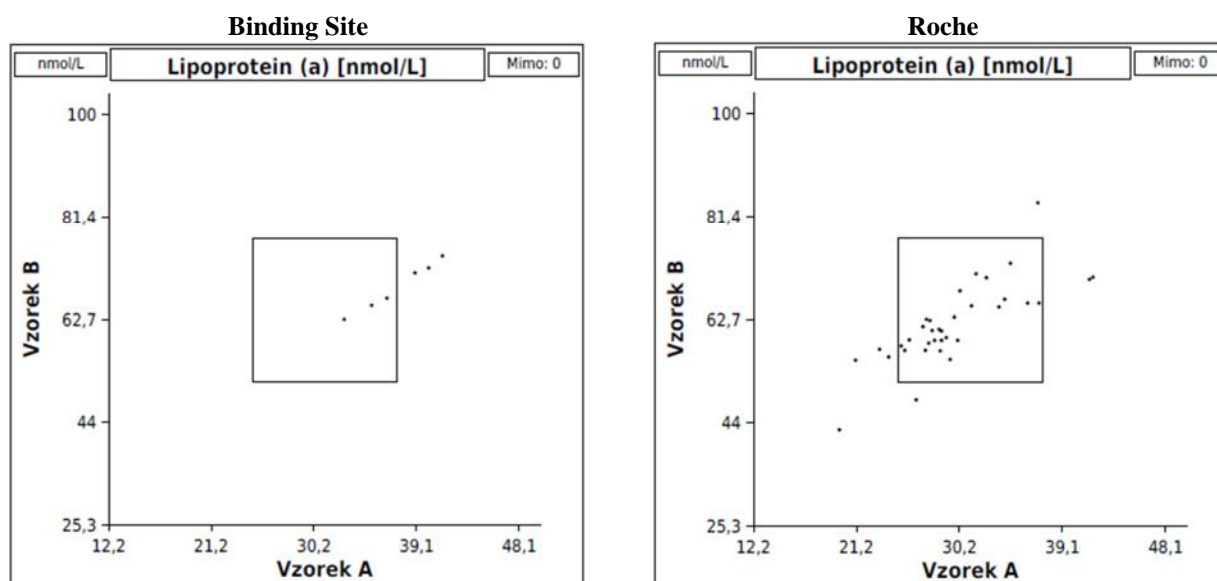 Binding Site
nmol/L
Lipoprotein (a) [nmol/L]
Mimo: 0
100
81,4
62,7
44
25,3
Vzorek B
12,2
21,2
30,2
39,1
48,1
Vzorek A
Roche
nmol/L
Lipoprotein (a) [nmol/L]
Mimo: 0
100
81,4
62,7
44
25,3
Vzorek B
12,2
21,2
30,2
39,1
48,1
Vzorek A